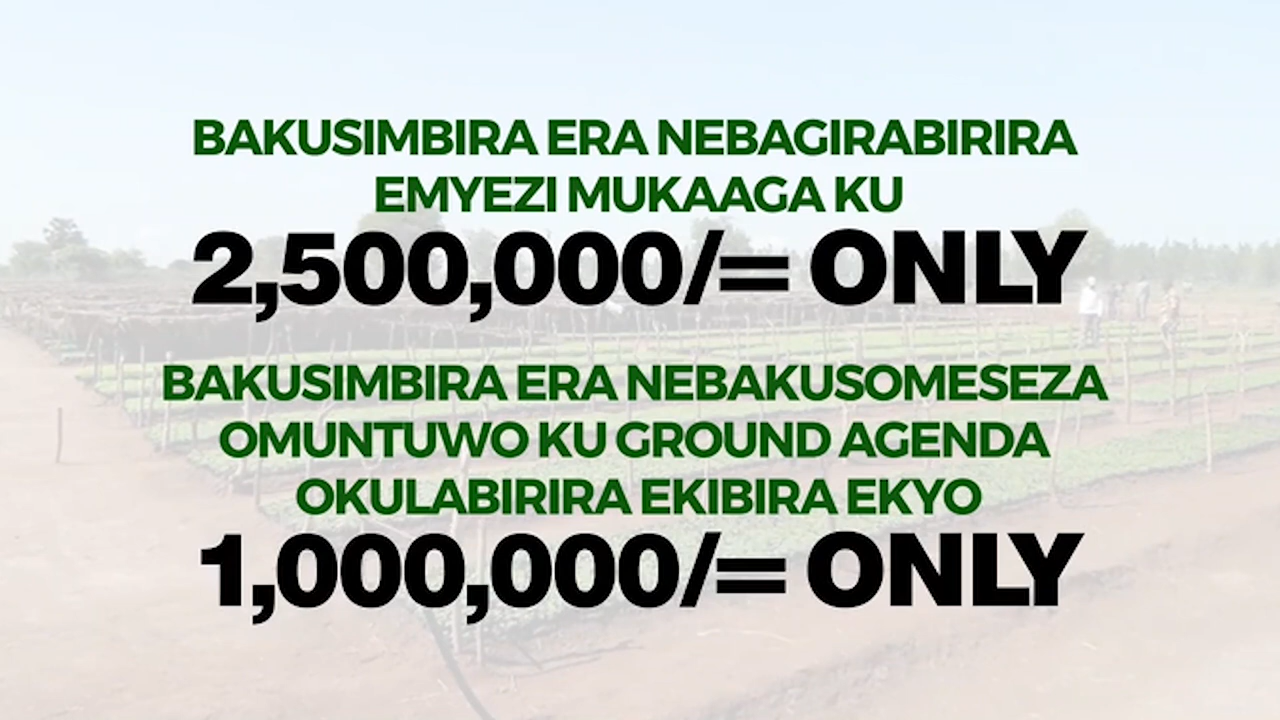 BAKUSIMBIRA ERA NEBAGIRABIRIRA
EMYEZI MUKAAGA KU
2,500,000/= ONLY
BAKUSIMBIRA ERA NEBAKUSOMESEZA
OMUNTUWO KU GROUND AGENDA
OKULABIRIRA EKIBIRA EKYO
1,000,000/= ONLY